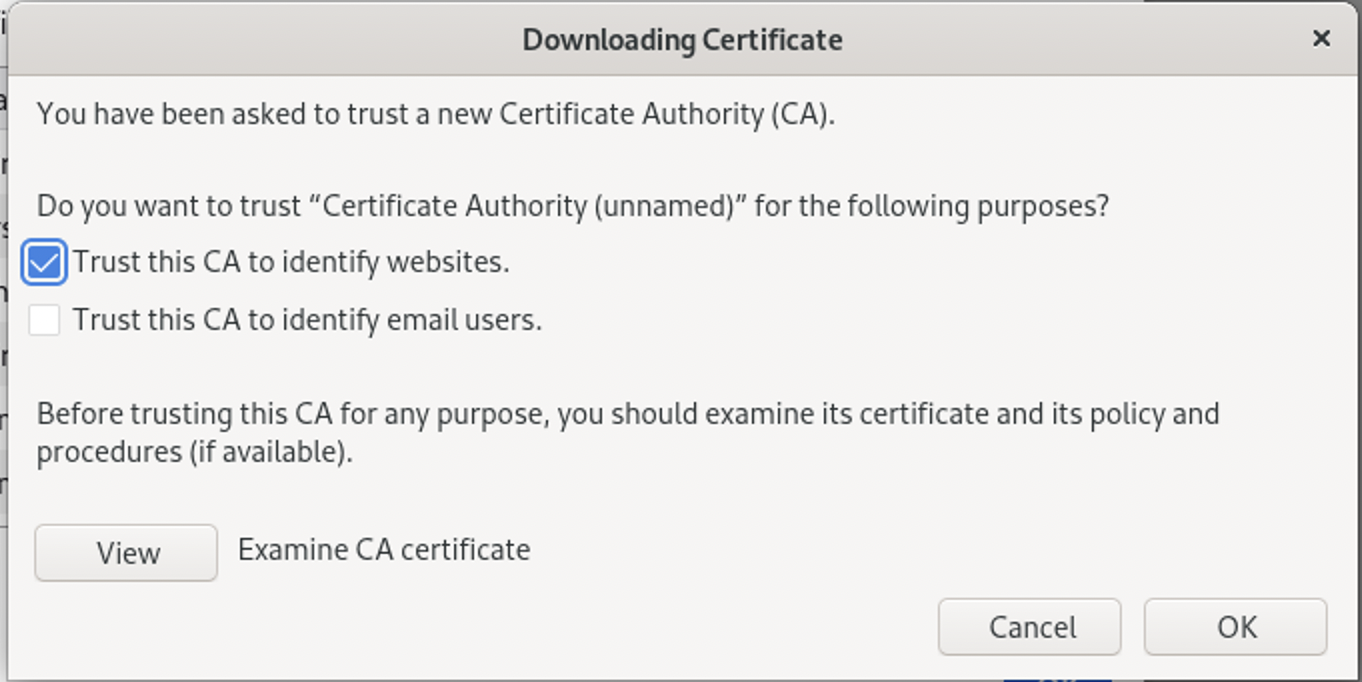 Downloading Certificate
You have been asked to trust a new Certificate Authority (CA).
Do you want to trust “Certificate Authority (unnamed)” for the following purposes?
Trust this CA to identify websites.
Trust this CA to identify email users.
Before trusting this CA for any purpose, you should examine its certificate and its policy and
procedures (if available).
View Examine CA certificate
Cancel OK